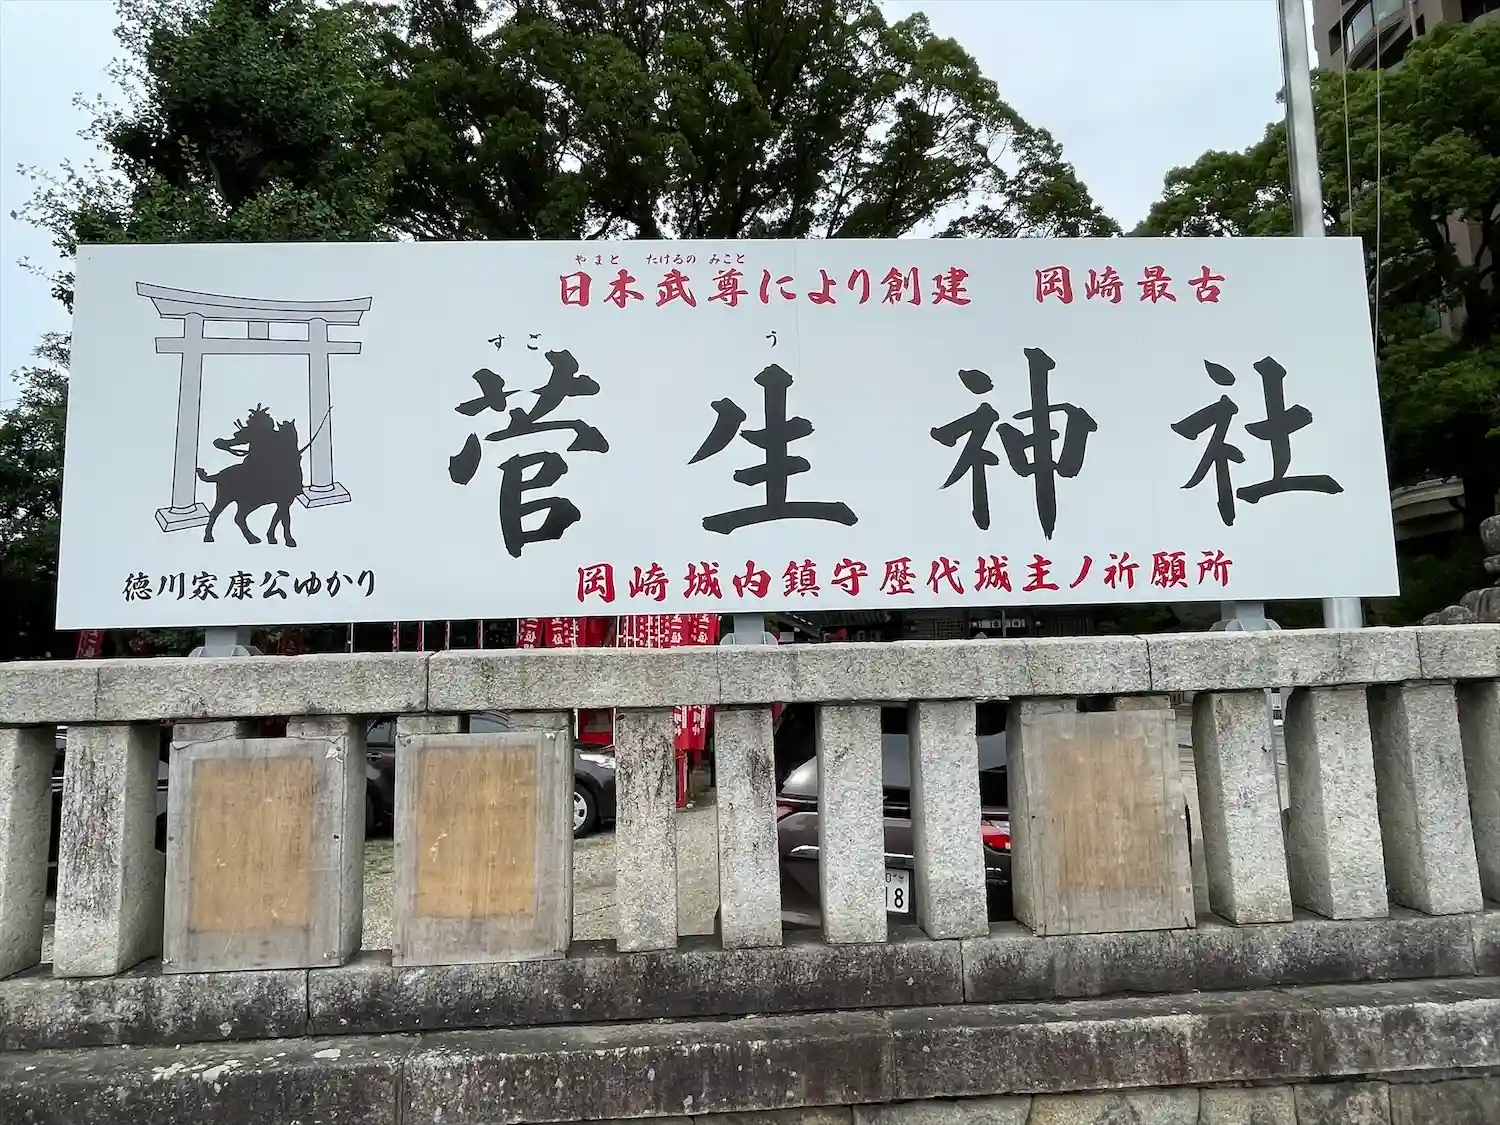 やまと たけるの みこと
日本武尊により創建 岡崎最古
すごう
菅生神社
徳川家康公ゆかり
岡崎城内鎮守歴代城主ノ祈願所
18